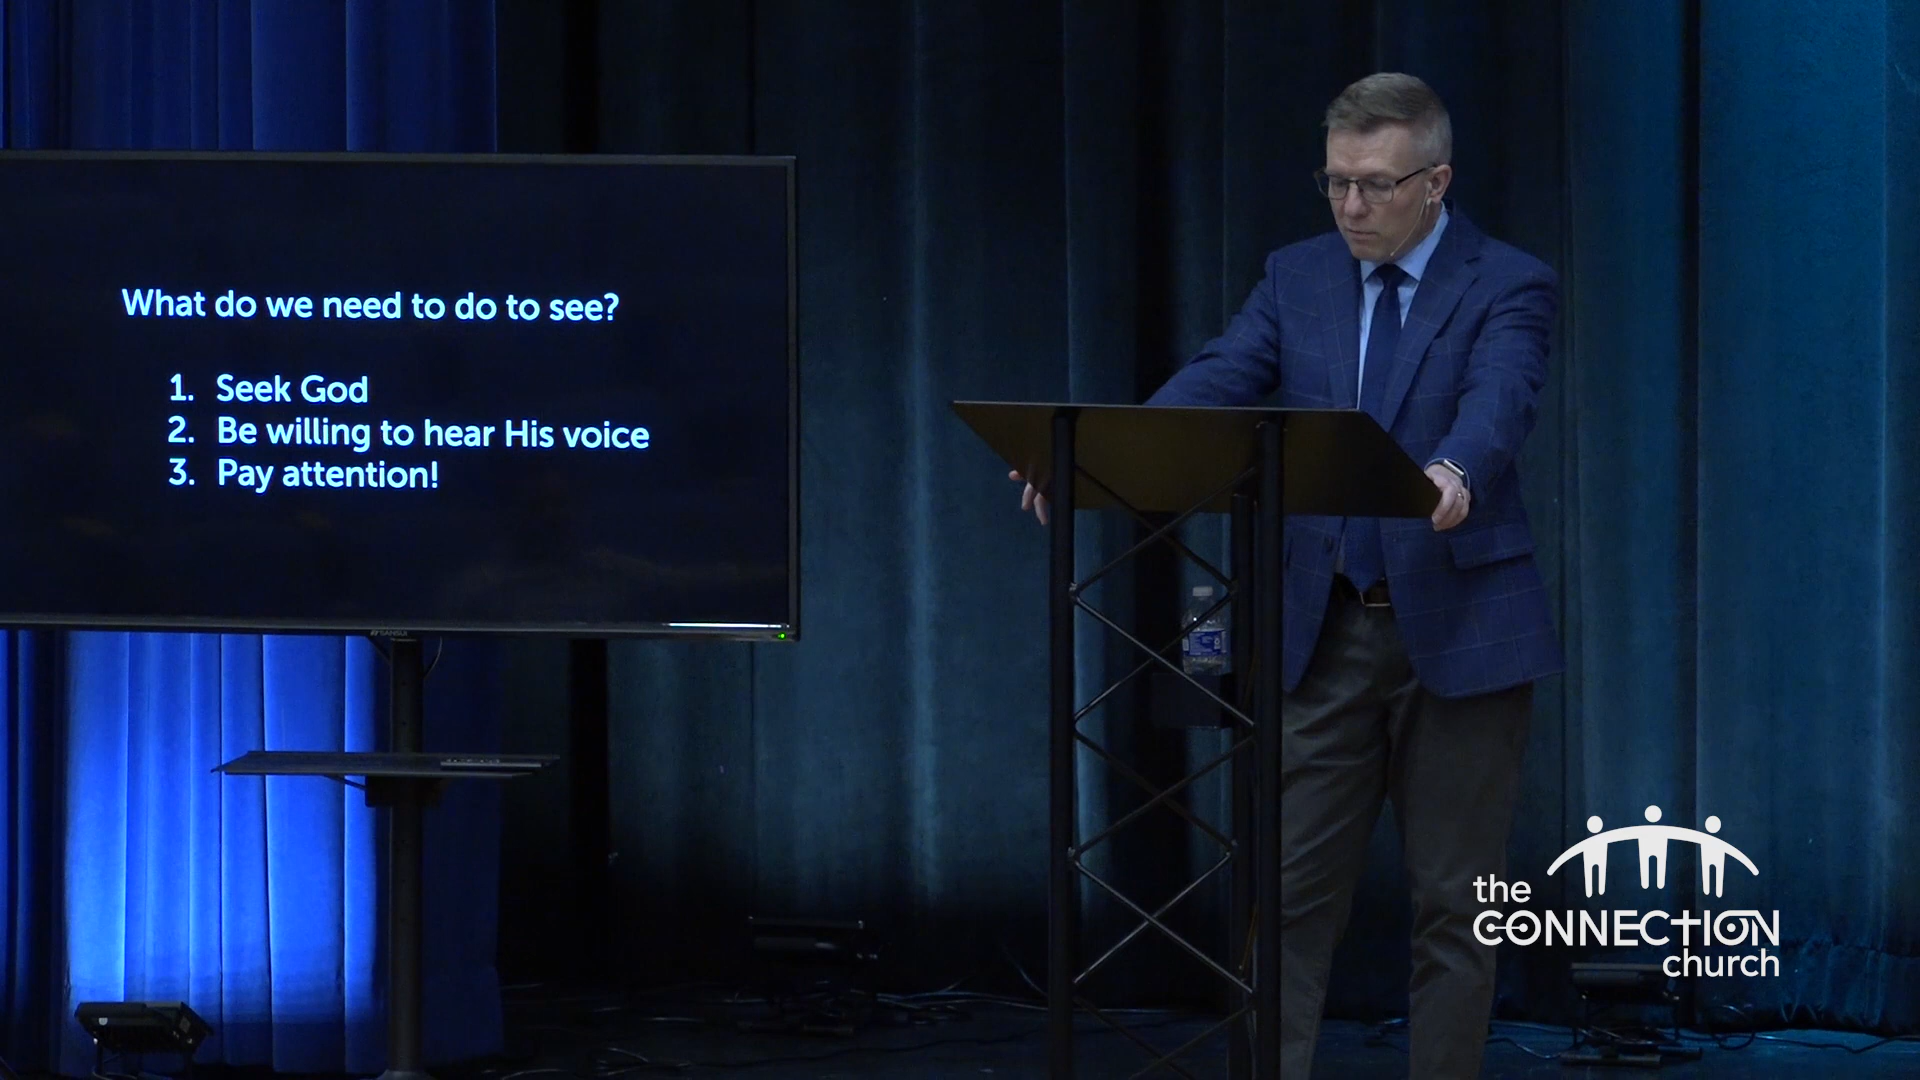 What do we need to do to see?
1. Seek God
2. Be willing to hear His voice
3. Pay attention!
SANSUI
the
CONNECTION
church